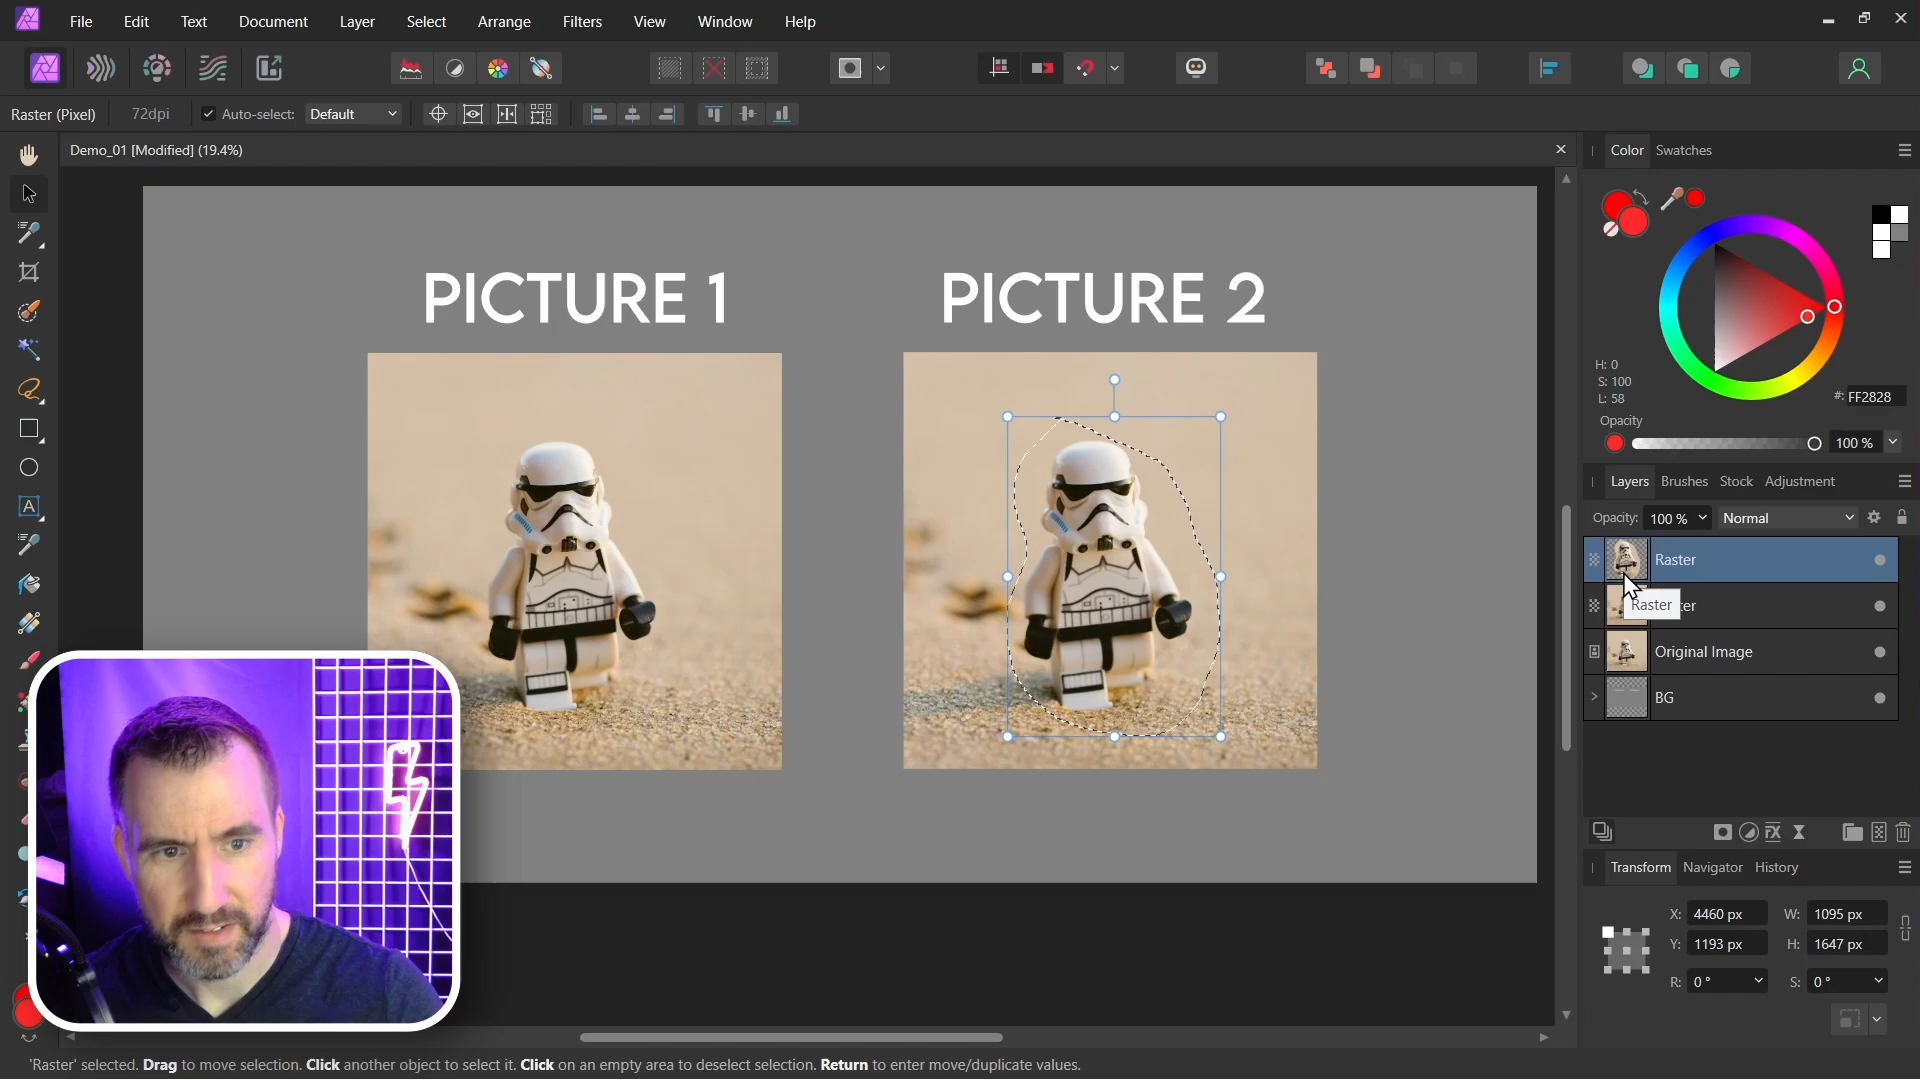 File Edit Text Document Layer Select Arrange Filters View Window Help
Raster (Pixel) 72dpi Auto-select: Default
Demo_01 [Modified] (19.4%)
Color Swatches
PICTURE 1 PICTURE 2
H: 0
S: 100
L: 58
#: FF2828
Opacity
100 %
Layers Brushes Stock Adjustment
Opacity: 100 % Normal
Raster
Raster
ter
Original Image
BG
Transform Navigator History
X: 4460 px W: 1095 px
Y: 1193 px H: 1647 px
R: 0 ° S: 0 °
'Raster' selected. Drag to move selection. Click another object to select it. Click on an empty area to deselect selection. Return to enter move/duplicate values.